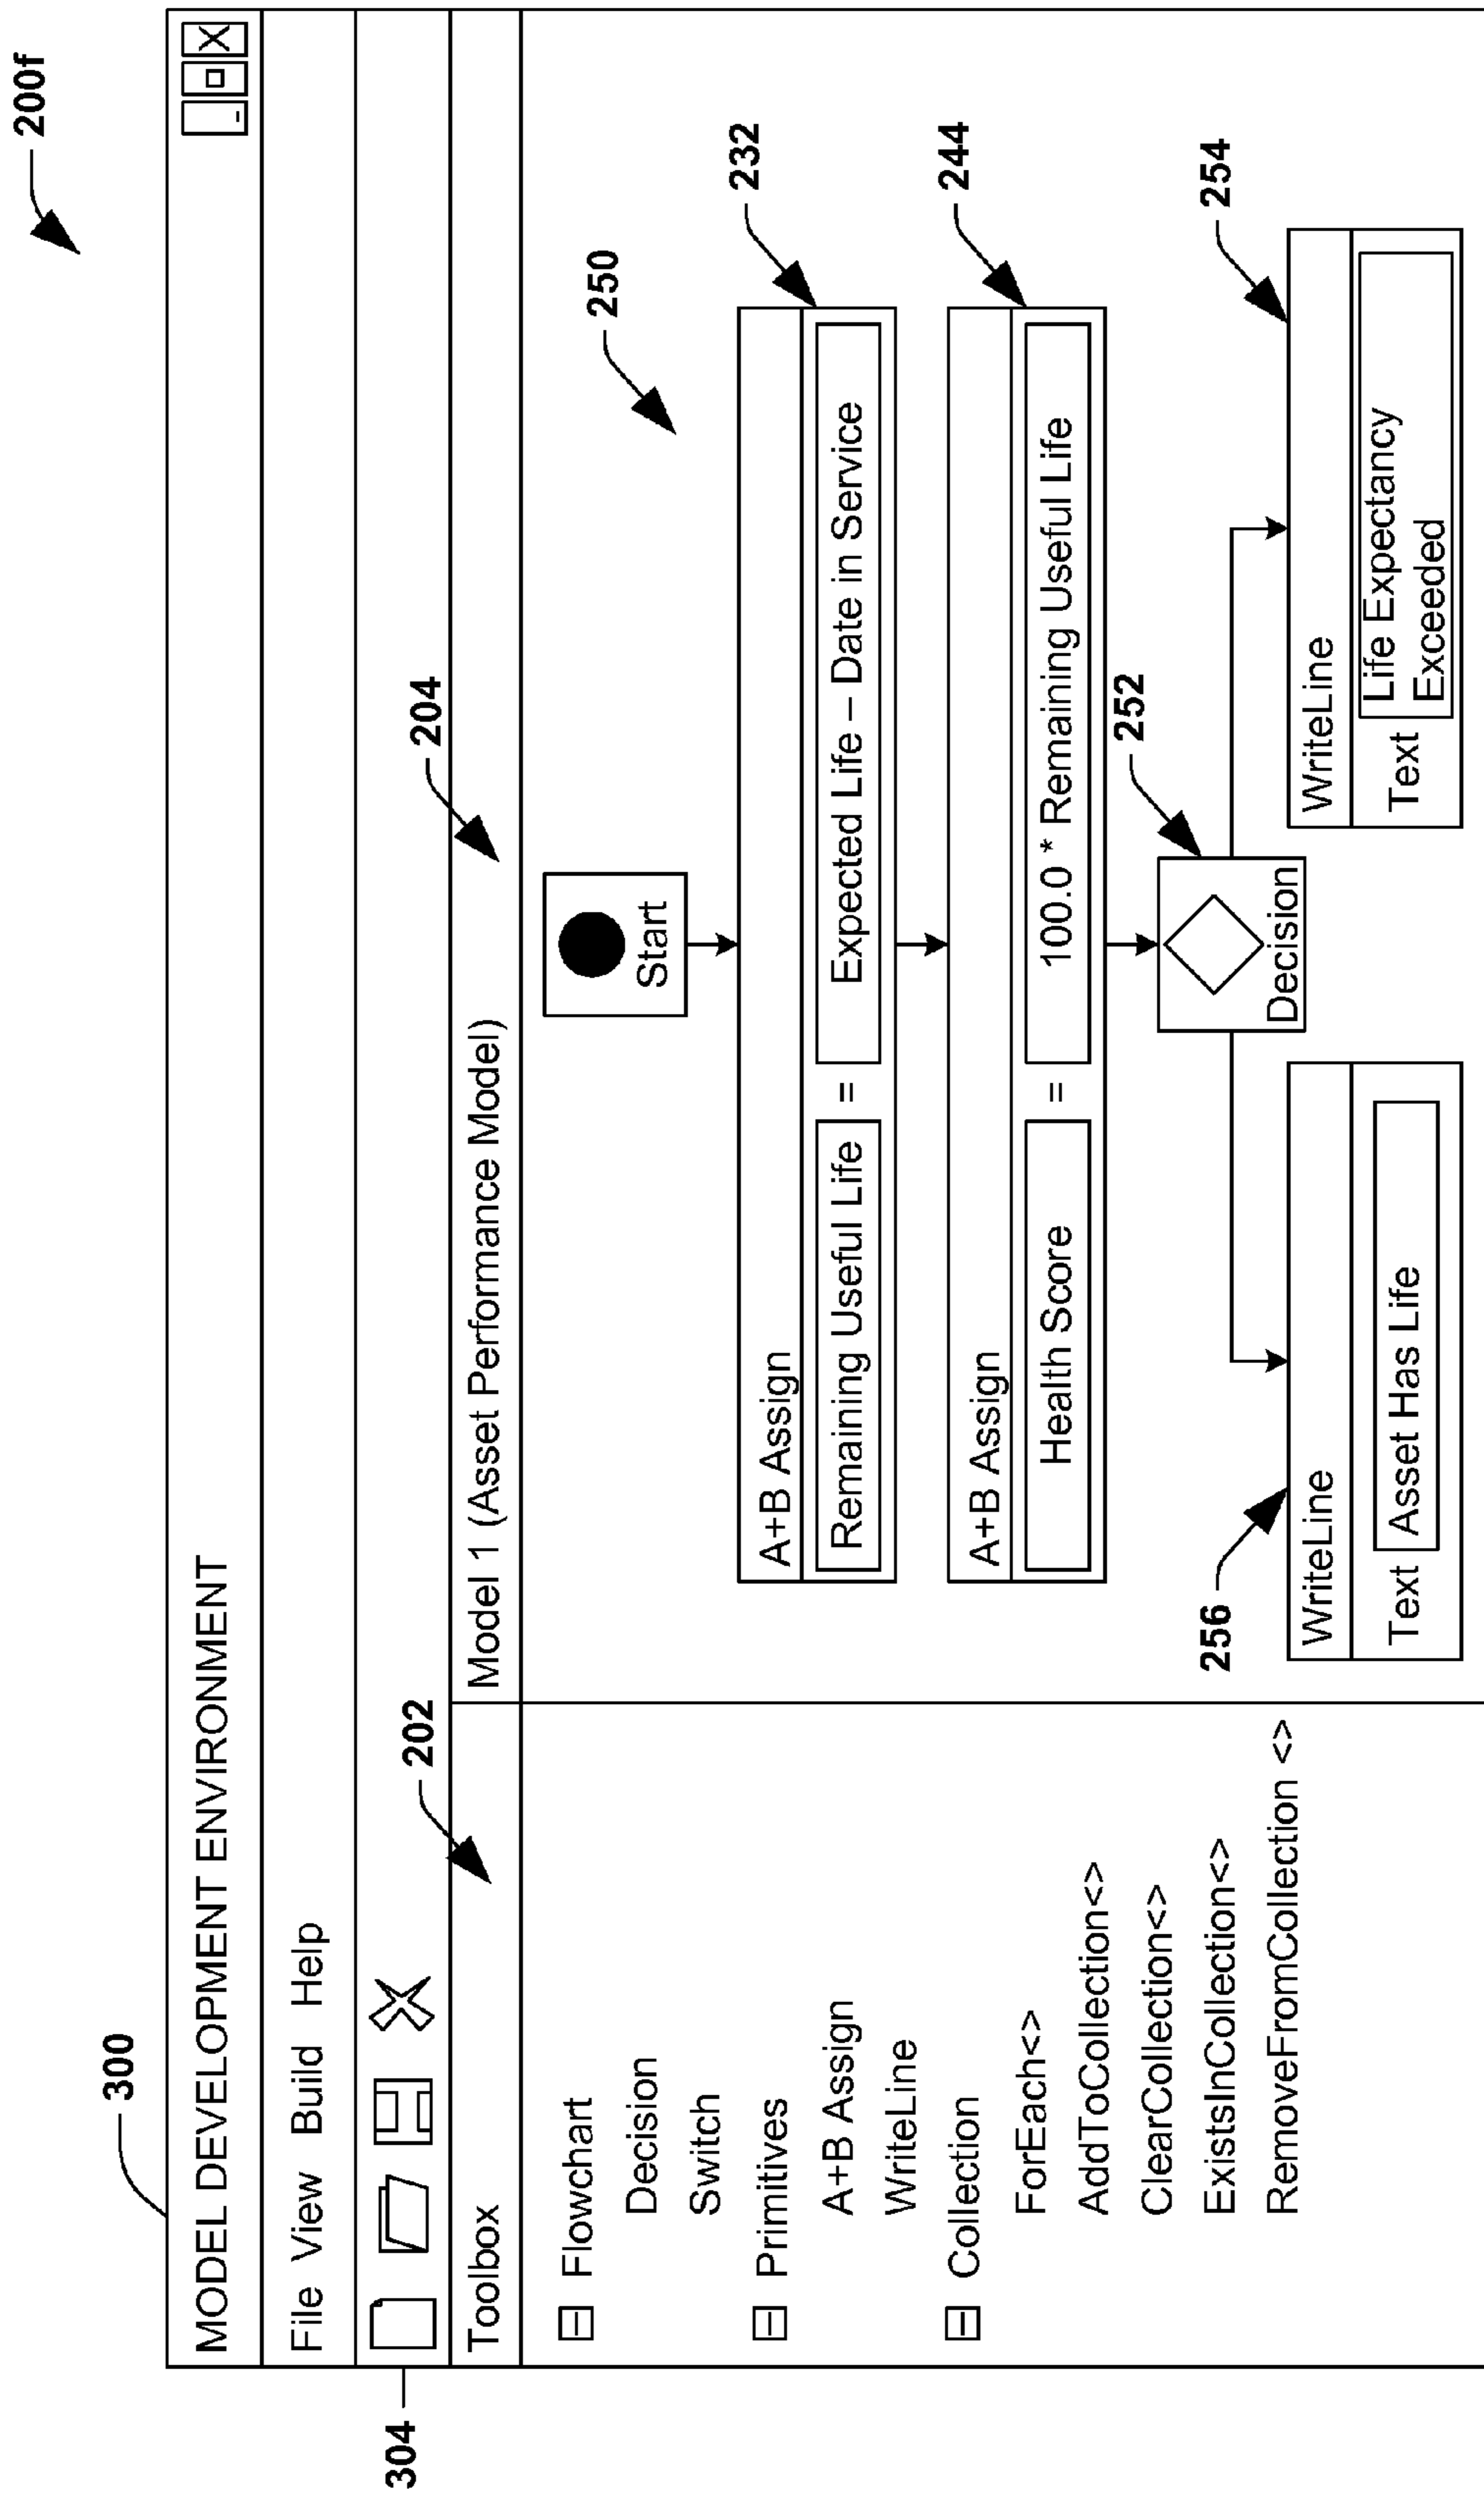 200f
300
MODEL DEVELOPMENT ENVIRONMENT
File View Build Help
304
202
204
Toolbox
Model 1 (Asset Performance Model)
Flowchart
Decision
Switch
Primitives
A+B Assign
WriteLine
Collection
ForEach<>
AddToCollection<>
ClearCollection<>
ExistsInCollection<>
RemoveFromCollection <>
Start
250
232
A+B Assign
Remaining Useful Life = Expected Life – Date in Service
244
A+B Assign
Health Score = 100.0 * Remaining Useful Life
252
Decision
256
WriteLine
Text Asset Has Life
254
WriteLine
Text Life Expectancy
Exceeded